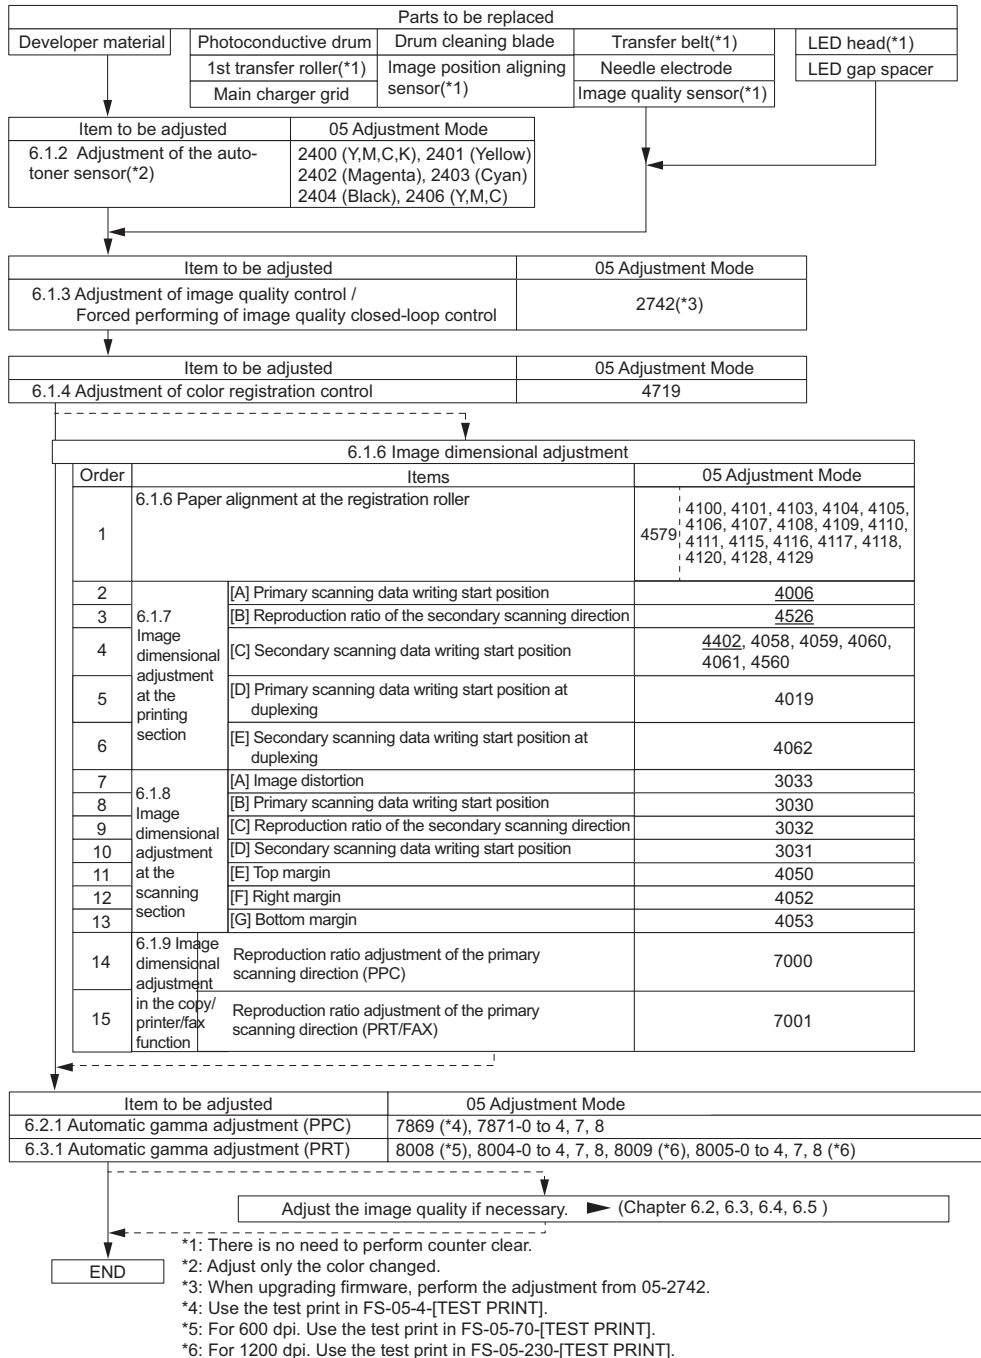 Parts to be replaced
Developer material
Photoconductive drum
Drum cleaning blade
Transfer belt(*1)
LED head(*1)
1st transfer roller(*1)
Image position aligning
sensor(*1)
Needle electrode
LED gap spacer
Main charger grid
Image quality sensor(*1)
Item to be adjusted
05 Adjustment Mode
6.1.2 Adjustment of the auto-
toner sensor(*2)
2400 (Y,M,C,K), 2401 (Yellow)
2402 (Magenta), 2403 (Cyan)
2404 (Black), 2406 (Y,M,C)
Item to be adjusted
05 Adjustment Mode
6.1.3 Adjustment of image quality control /
Forced performing of image quality closed-loop control
2742(*3)
Item to be adjusted
05 Adjustment Mode
6.1.4 Adjustment of color registration control
4719
6.1.6 Image dimensional adjustment
Order
Items
05 Adjustment Mode
1
6.1.6 Paper alignment at the registration roller
4579
4100, 4101, 4103, 4104, 4105,
4106, 4107, 4108, 4109, 4110,
4111, 4115, 4116, 4117, 4118,
4120, 4128, 4129
6.1.7
Image
dimensional
adjustment
at the
printing
section
2
[A] Primary scanning data writing start position
4006
3
[B] Reproduction ratio of the secondary scanning direction
4526
4
[C] Secondary scanning data writing start position
4402, 4058, 4059, 4060,
4061, 4560
5
[D] Primary scanning data writing start position at
duplexing
4019
6
[E] Secondary scanning data writing start position at
duplexing
4062
6.1.8
Image
dimensional
adjustment
at the
scanning
section
7
[A] Image distortion
3033
8
[B] Primary scanning data writing start position
3030
9
[C] Reproduction ratio of the secondary scanning direction
3032
10
[D] Secondary scanning data writing start position
3031
11
[E] Top margin
4050
12
[F] Right margin
4052
13
[G] Bottom margin
4053
6.1.9 Image
dimensional
adjustment
in the copy/
printer/fax
function
14
Reproduction ratio adjustment of the primary
scanning direction (PPC)
7000
15
Reproduction ratio adjustment of the primary
scanning direction (PRT/FAX)
7001
Item to be adjusted
05 Adjustment Mode
6.2.1 Automatic gamma adjustment (PPC)
7869 (*4), 7871-0 to 4, 7, 8
6.3.1 Automatic gamma adjustment (PRT)
8008 (*5), 8004-0 to 4, 7, 8, 8009 (*6), 8005-0 to 4, 7, 8 (*6)
Adjust the image quality if necessary. ► (Chapter 6.2, 6.3, 6.4, 6.5 )
END
*1: There is no need to perform counter clear.
*2: Adjust only the color changed.
*3: When upgrading firmware, perform the adjustment from 05-2742.
*4: Use the test print in FS-05-4-[TEST PRINT].
*5: For 600 dpi. Use the test print in FS-05-70-[TEST PRINT].
*6: For 1200 dpi. Use the test print in FS-05-230-[TEST PRINT].